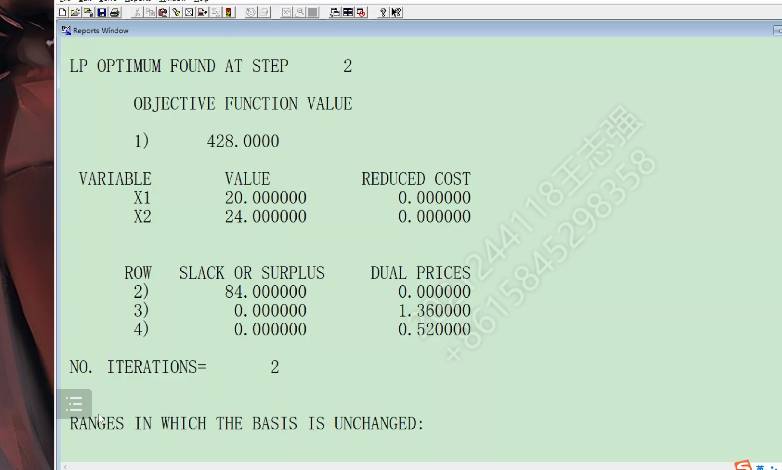 Reports Window
LP OPTIMUM FOUND AT STEP 2
OBJECTIVE FUNCTION VALUE
1) 428.0000
VARIABLE VALUE REDUCED COST
X1 20.000000 0.000000
X2 24.000000 0.000000
ROW SLACK OR SURPLUS DUAL PRICES
2) 84.000000 0.000000
3) 0.000000 1.360000
4) 0.000000 0.520000
NO. ITERATIONS= 2
RANGES IN WHICH THE BASIS IS UNCHANGED:
244118王志强
+8615845298358
英